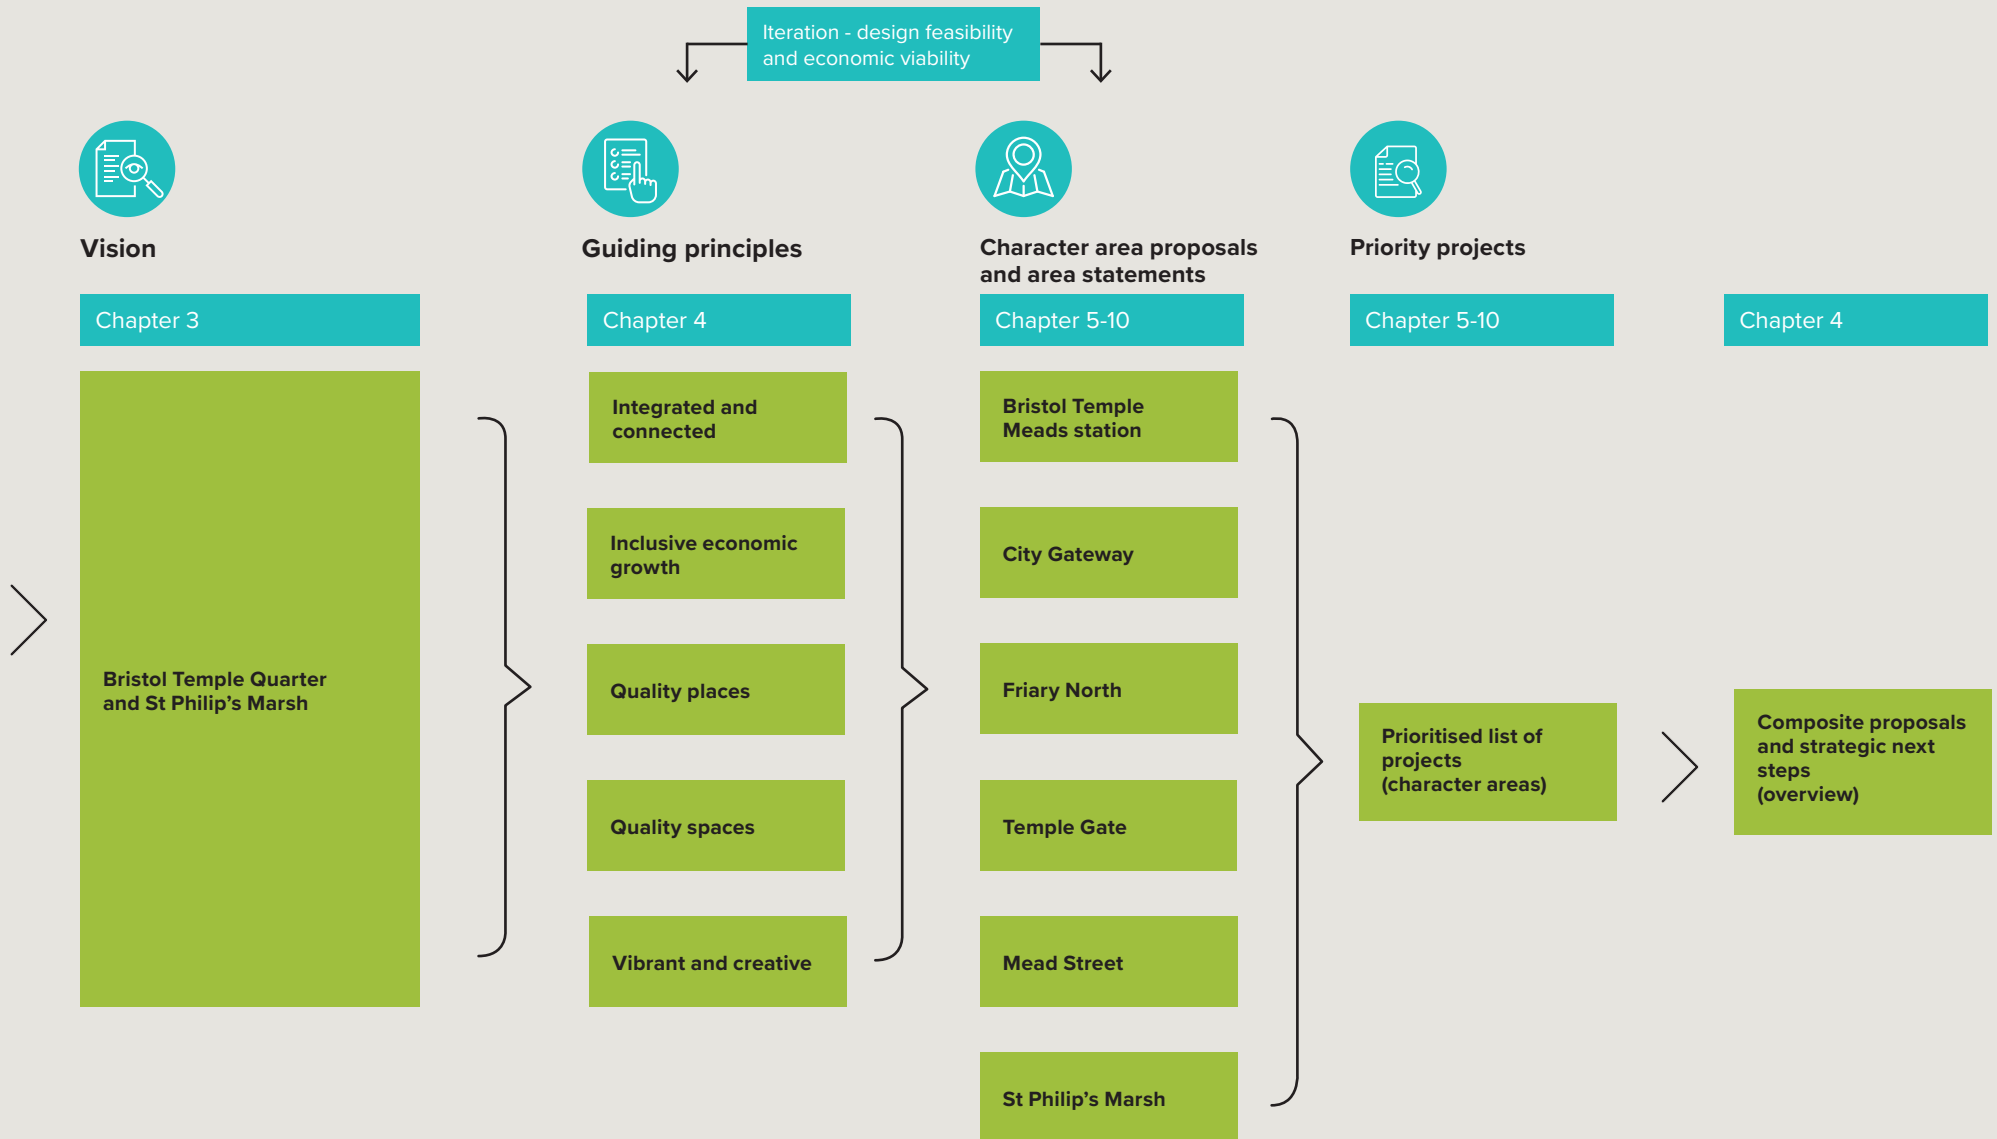 Iteration - design feasibility
and economic viability
Vision
Guiding principles
Character area proposals
and area statements
Priority projects
Chapter 3
Chapter 4
Chapter 5-10
Chapter 5-10
Chapter 4
Bristol Temple Quarter
and St Philip’s Marsh
Integrated and
connected
Inclusive economic
growth
Quality places
Quality spaces
Vibrant and creative
Bristol Temple
Meads station
City Gateway
Friary North
Temple Gate
Mead Street
St Philip’s Marsh
Prioritised list of
projects
(character areas)
Composite proposals
and strategic next
steps
(overview)